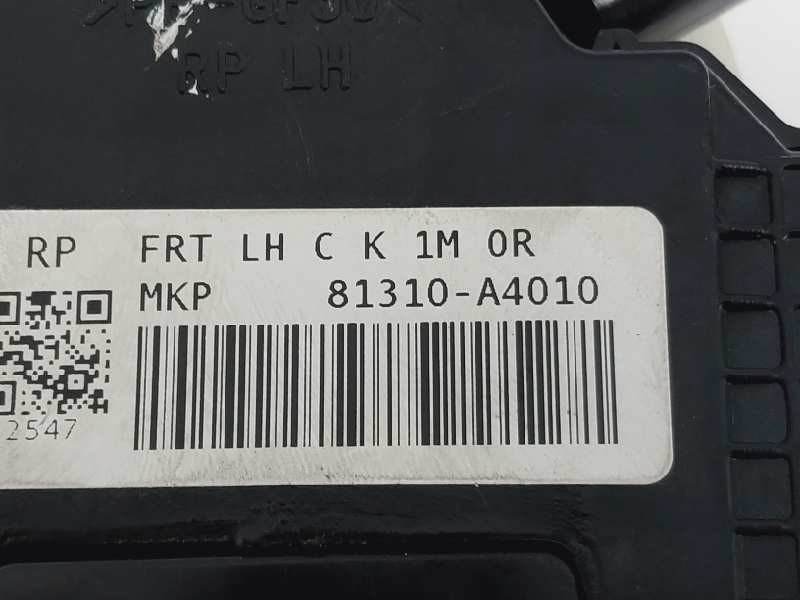 RP LH
RP FRT LH C K 1M 0R
MKP 81310-A4010
2547